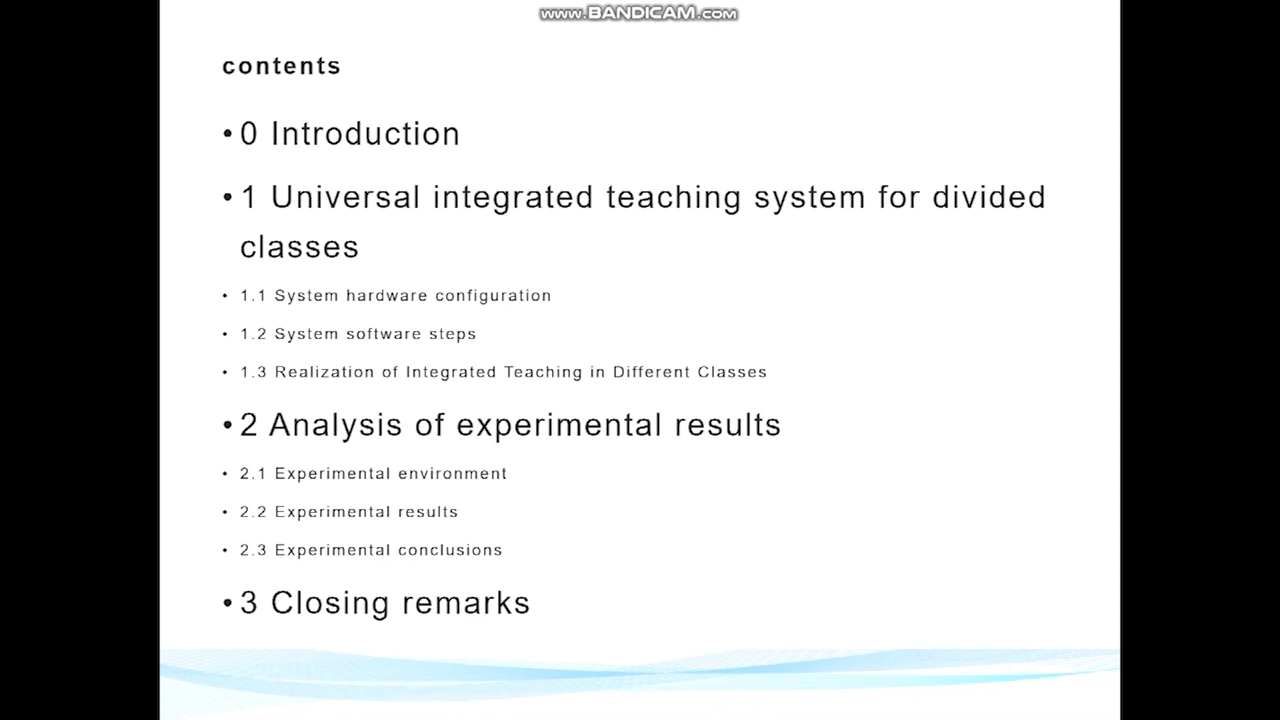 www.BANDICAM.com
contents
•0 Introduction
•1 Universal integrated teaching system for divided
classes
• 1.1 System hardware configuration
• 1.2 System software steps
• 1.3 Realization of Integrated Teaching in Different Classes
•2 Analysis of experimental results
• 2.1 Experimental environment
• 2.2 Experimental results
• 2.3 Experimental conclusions
•3 Closing remarks